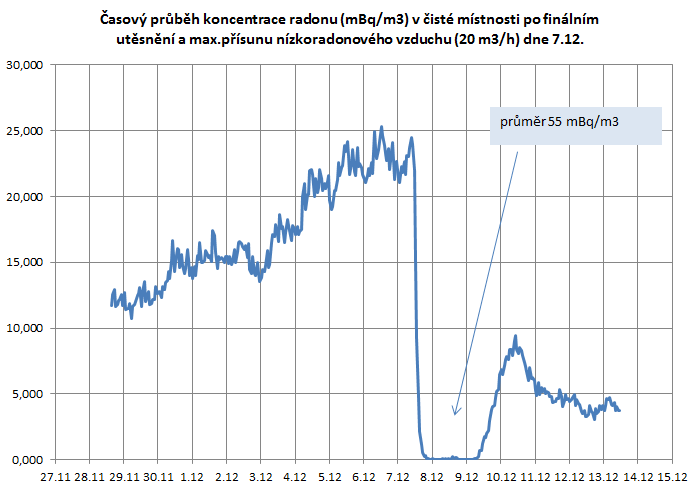 Časový průběh koncentrace radonu (mBq/m3) v čisté místnosti po finálním
utěsnění a max.přísunu nízkoradonového vzduchu (20 m3/h) dne 7.12.
30,000
25,000
20,000
15,000
10,000
5,000
0,000
průměr 55 mBq/m3
27.11 28.11 29.11 30.11 1.12 2.12 3.12 4.12 5.12 6.12 7.12 8.12 9.12 10.12 11.12 12.12 13.12 14.12 15.12